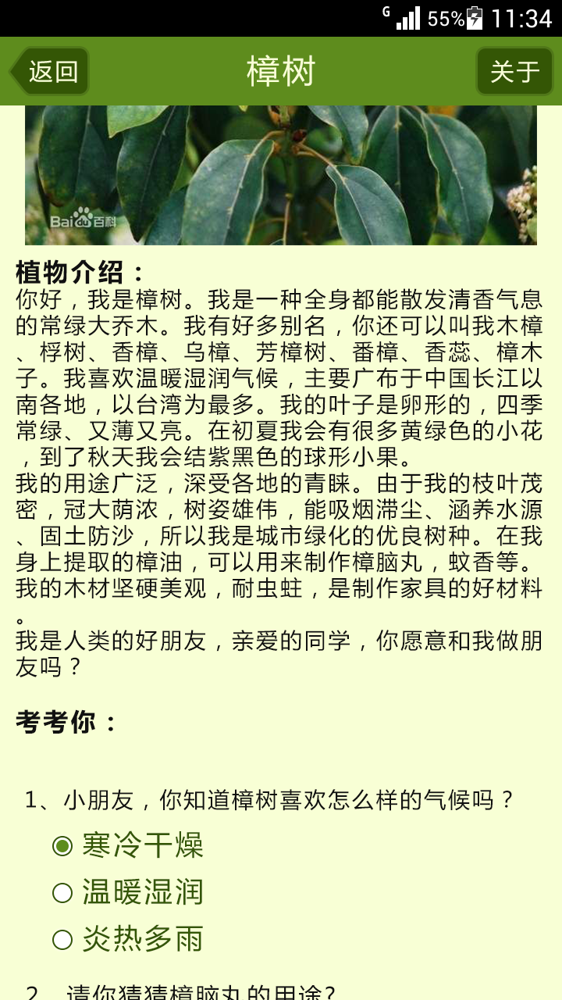 G 55% 11:34
返回 樟树 关于
Bai 百科
植物介绍：
你好，我是樟树。我是一种全身都能散发清香气息
的常绿大乔木。我有好多别名，你还可以叫我木樟
、桴树、香樟、乌樟、芳樟树、番樟、香蕊、樟木
子。我喜欢温暖湿润气候，主要广布于中国长江以
南各地，以台湾为最多。我的叶子是卵形的，四季
常绿、又薄又亮。在初夏我会有很多黄绿色的小花
，到了秋天我会结紫黑色的球形小果。
我的用途广泛，深受各地的青睐。由于我的枝叶茂
密，冠大荫浓，树姿雄伟，能吸烟滞尘、涵养水源
、固土防沙，所以我是城市绿化的优良树种。在我
身上提取的樟油，可以用来制作樟脑丸，蚊香等。
我的木材坚硬美观，耐虫蛀，是制作家具的好材料
。
我是人类的好朋友，亲爱的同学，你愿意和我做朋
友吗？
考考你：
1、小朋友，你知道樟树喜欢怎么样的气候吗？
寒冷干燥
温暖湿润
炎热多雨
2、请你猜猜樟脑丸的用途?